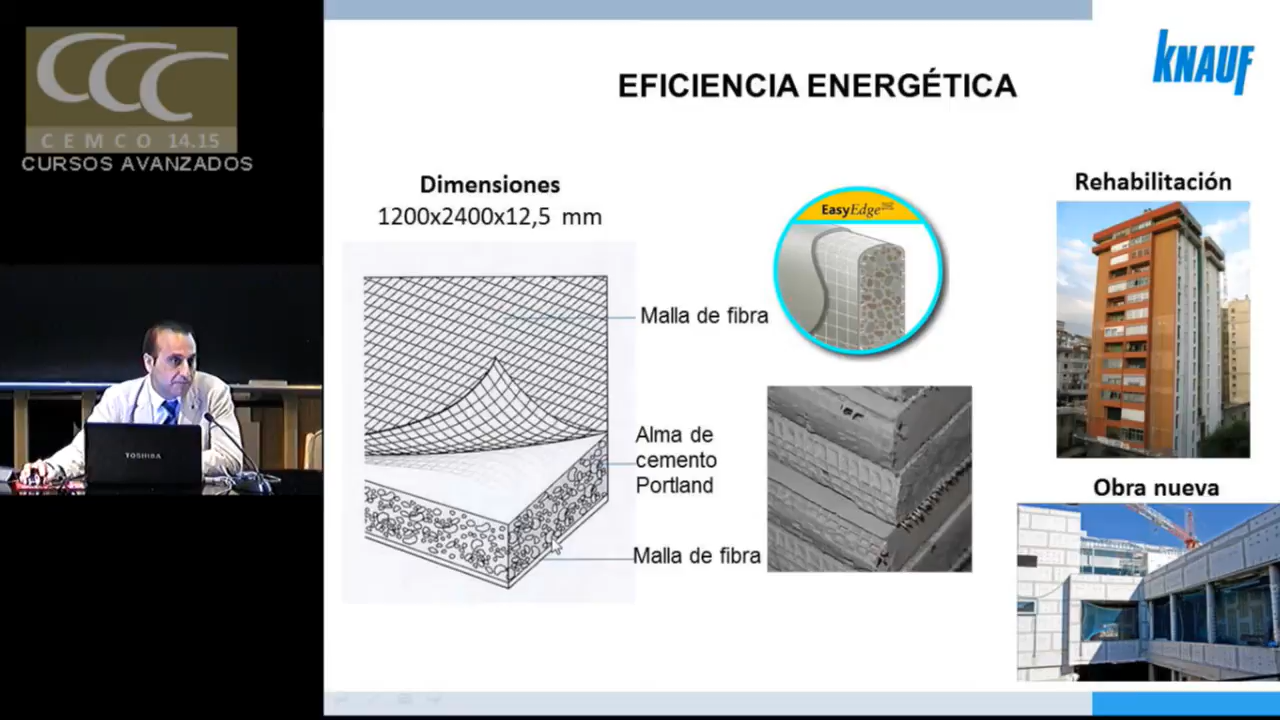 CCC
CEMCO 14.15
CURSOS AVANZADOS
TOSHIBA
KNAUF
EFICIENCIA ENERGÉTICA
Dimensiones
1200x2400x12,5 mm
Malla de fibra
Alma de
cemento
Portland
Malla de fibra
EasyEdge
Rehabilitación
Obra nueva